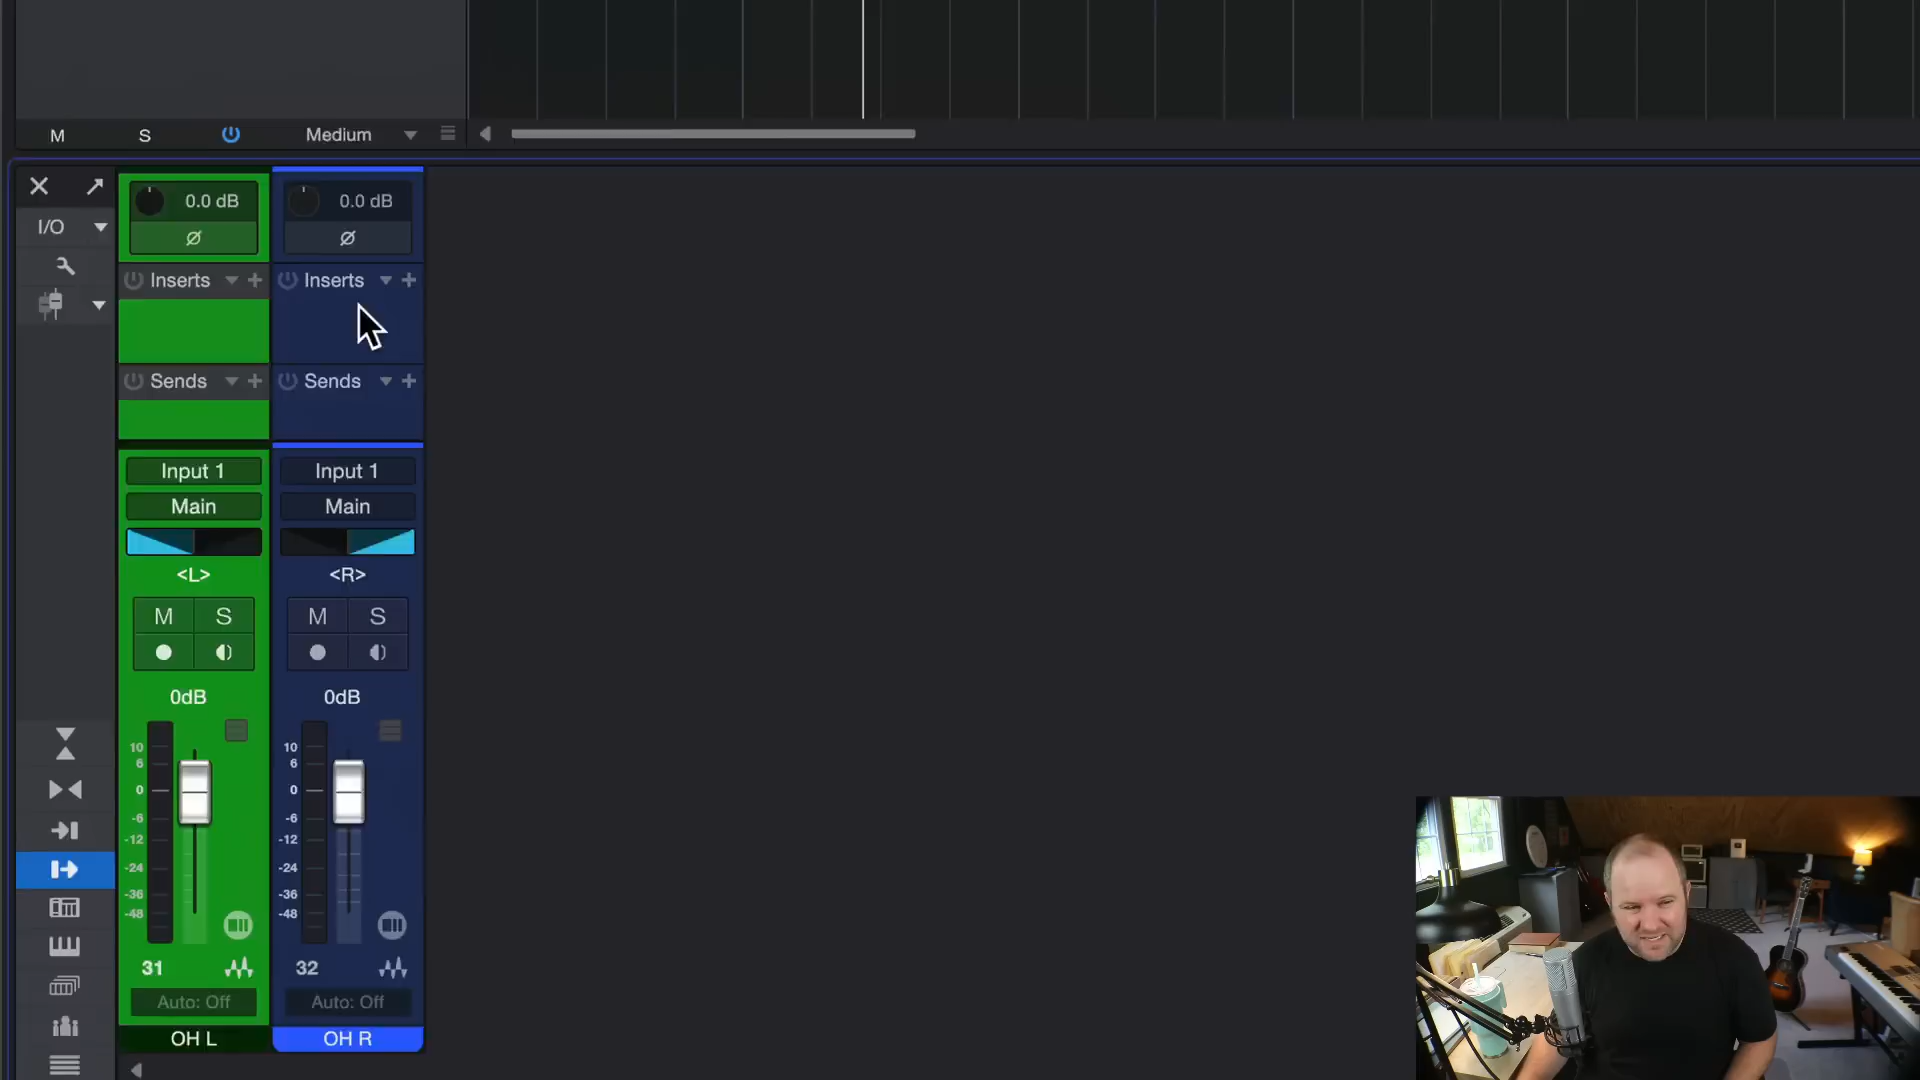 M S Medium
I/O
0.0 dB 0.0 dB
Ø Ø
Inserts Inserts
Sends Sends
Input 1 Input 1
Main Main
<L> <R>
M S M S
0dB 0dB
10 10
6 6
0 0
-6 -6
-12 -12
-24 -24
-36 -36
-48 -48
31 32
Auto: Off Auto: Off
OH L OH R